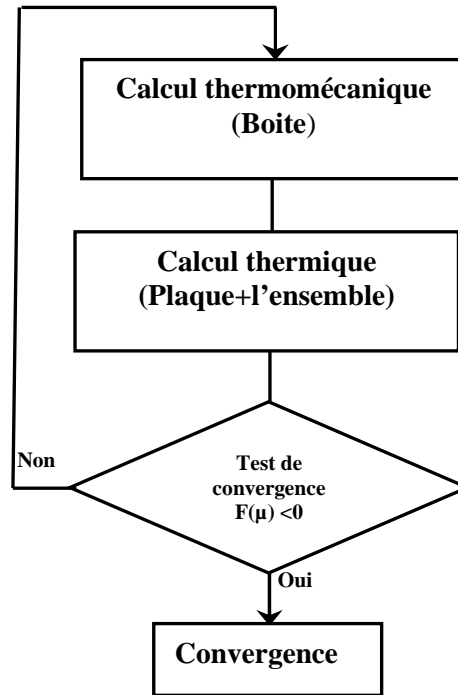 Calcul thermomécanique
(Boite)
Calcul thermique
(Plaque+l’ensemble)
Non
Test de
convergence
F(µ) <0
Oui
Convergence